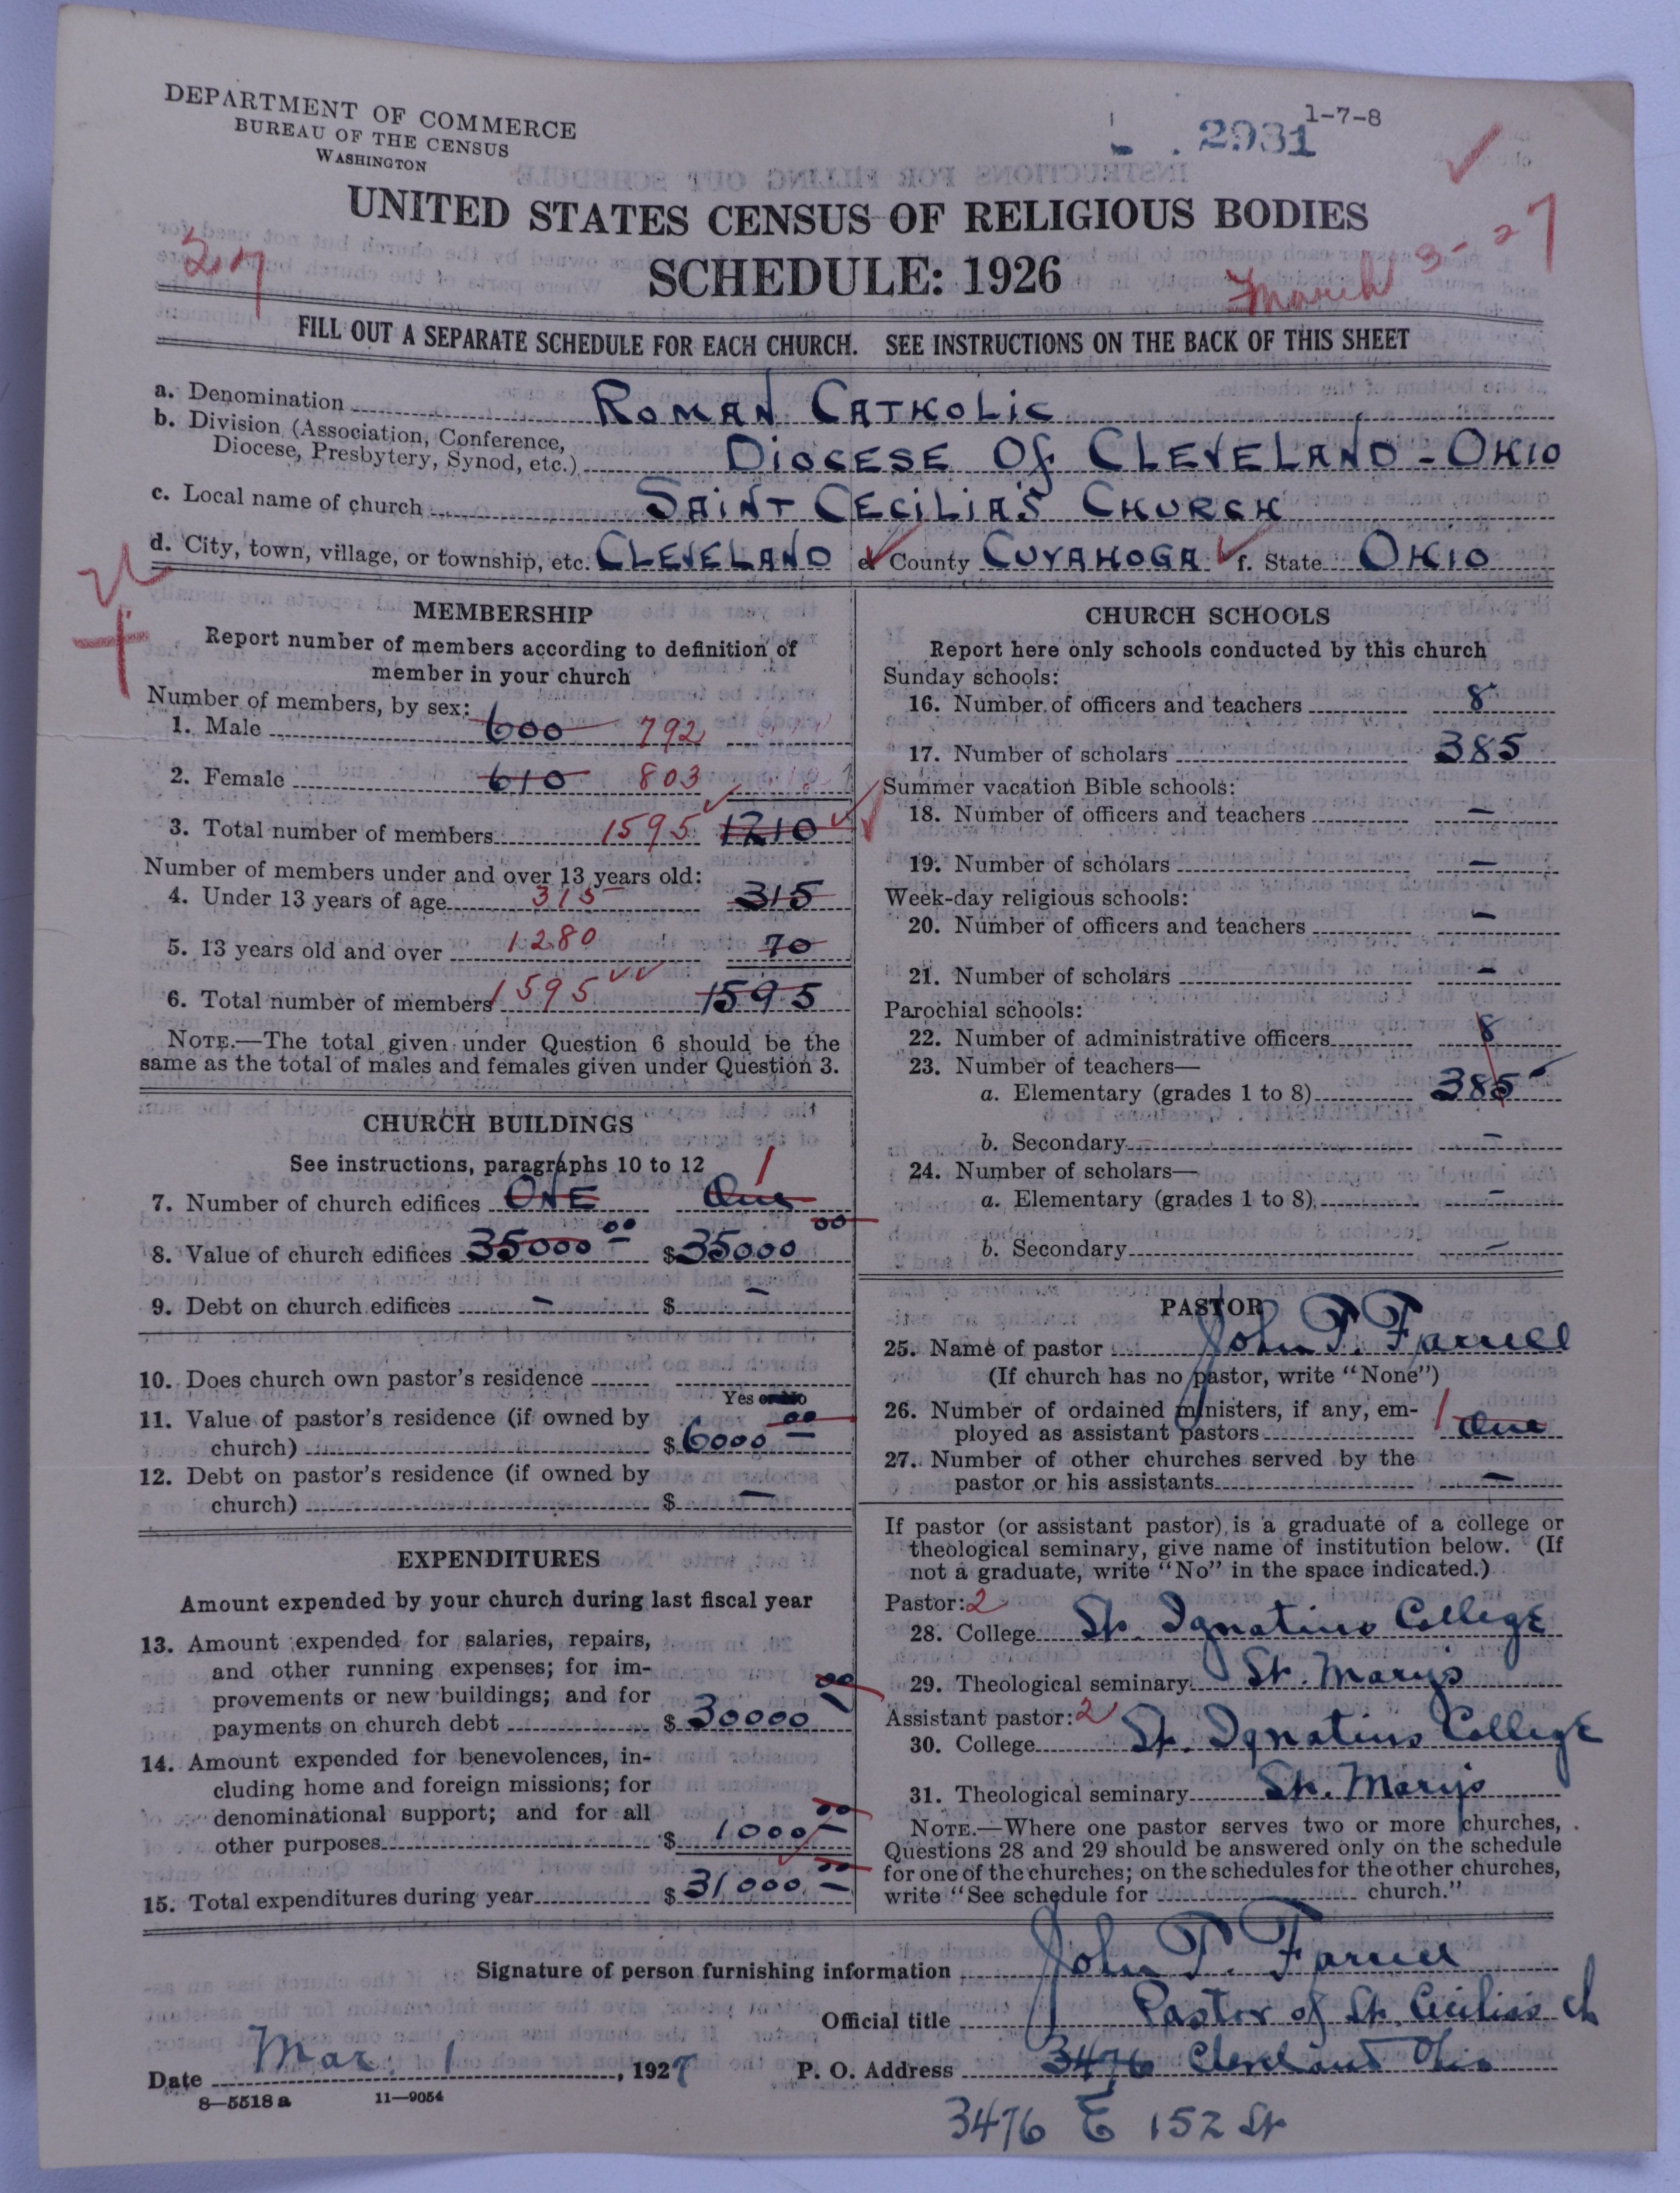 DEPARTMENT OF COMMERCE
BUREAU OF THE CENSUS
WASHINGTON
2931
1-7-8
UNITED STATES CENSUS OF RELIGIOUS BODIES
SCHEDULE: 1926
March 3-27
FILL OUT A SEPARATE SCHEDULE FOR EACH CHURCH. SEE INSTRUCTIONS ON THE BACK OF THIS SHEET
a. Denomination ROMAN CATHOLIC
b. Division (Association, Conference,
Diocese, Presbytery, Synod, etc.) DIOCESE OF CLEVELAND - OHIO
c. Local name of church SAINT CECILIA'S CHURCH
d. City, town, village, or township, etc. CLEVELAND e. County CUYAHOGA f. State OHIO
MEMBERSHIP
Report number of members according to definition of
member in your church
Number of members, by sex:
1. Male 600 792
2. Female 610 803
3. Total number of members 1595 1210
Number of members under and over 13 years old:
4. Under 13 years of age 315 315
5. 13 years old and over 1280 70
6. Total number of members 1595 1595
NOTE.—The total given under Question 6 should be the
same as the total of males and females given under Question 3.
CHURCH BUILDINGS
See instructions, paragraphs 10 to 12
7. Number of church edifices ONE One 1
8. Value of church edifices 35000 00 $35000 00
9. Debt on church edifices - $ -
10. Does church own pastor's residence
Yes or No
11. Value of pastor's residence (if owned by
church) $6000 00
12. Debt on pastor's residence (if owned by
church) $ -
EXPENDITURES
Amount expended by your church during last fiscal year
13. Amount expended for salaries, repairs,
and other running expenses; for im-
provements or new buildings; and for
payments on church debt $30000 00
14. Amount expended for benevolences, in-
cluding home and foreign missions; for
denominational support; and for all
other purposes $1000 00
15. Total expenditures during year $31000 00
CHURCH SCHOOLS
Report here only schools conducted by this church
Sunday schools:
16. Number of officers and teachers 8
17. Number of scholars 385
Summer vacation Bible schools:
18. Number of officers and teachers —
19. Number of scholars —
Week-day religious schools:
20. Number of officers and teachers —
21. Number of scholars -
Parochial schools:
22. Number of administrative officers 8
23. Number of teachers—
a. Elementary (grades 1 to 8) 385
b. Secondary -
24. Number of scholars—
a. Elementary (grades 1 to 8) -
b. Secondary -
PASTOR
25. Name of pastor John T. Farrell
(If church has no pastor, write "None")
26. Number of ordained ministers, if any, em-
ployed as assistant pastors 1 One
27. Number of other churches served by the
pastor or his assistants —
If pastor (or assistant pastor) is a graduate of a college or
theological seminary, give name of institution below. (If
not a graduate, write "No" in the space indicated.)
Pastor: 2
28. College St. Ignatius College
29. Theological seminary St. Marys
Assistant pastor: 2
30. College St. Ignatius College
31. Theological seminary St. Mary's
NOTE.—Where one pastor serves two or more churches,
Questions 28 and 29 should be answered only on the schedule
for one of the churches; on the schedules for the other churches,
write "See schedule for church."
Signature of person furnishing information John T. Farrell
Official title Pastor of St. Cecilias ch
Date Mar. 1, 1927 P. O. Address 3476 Cleveland Ohio
8—5518 a 11—9054
3476 E 152 St